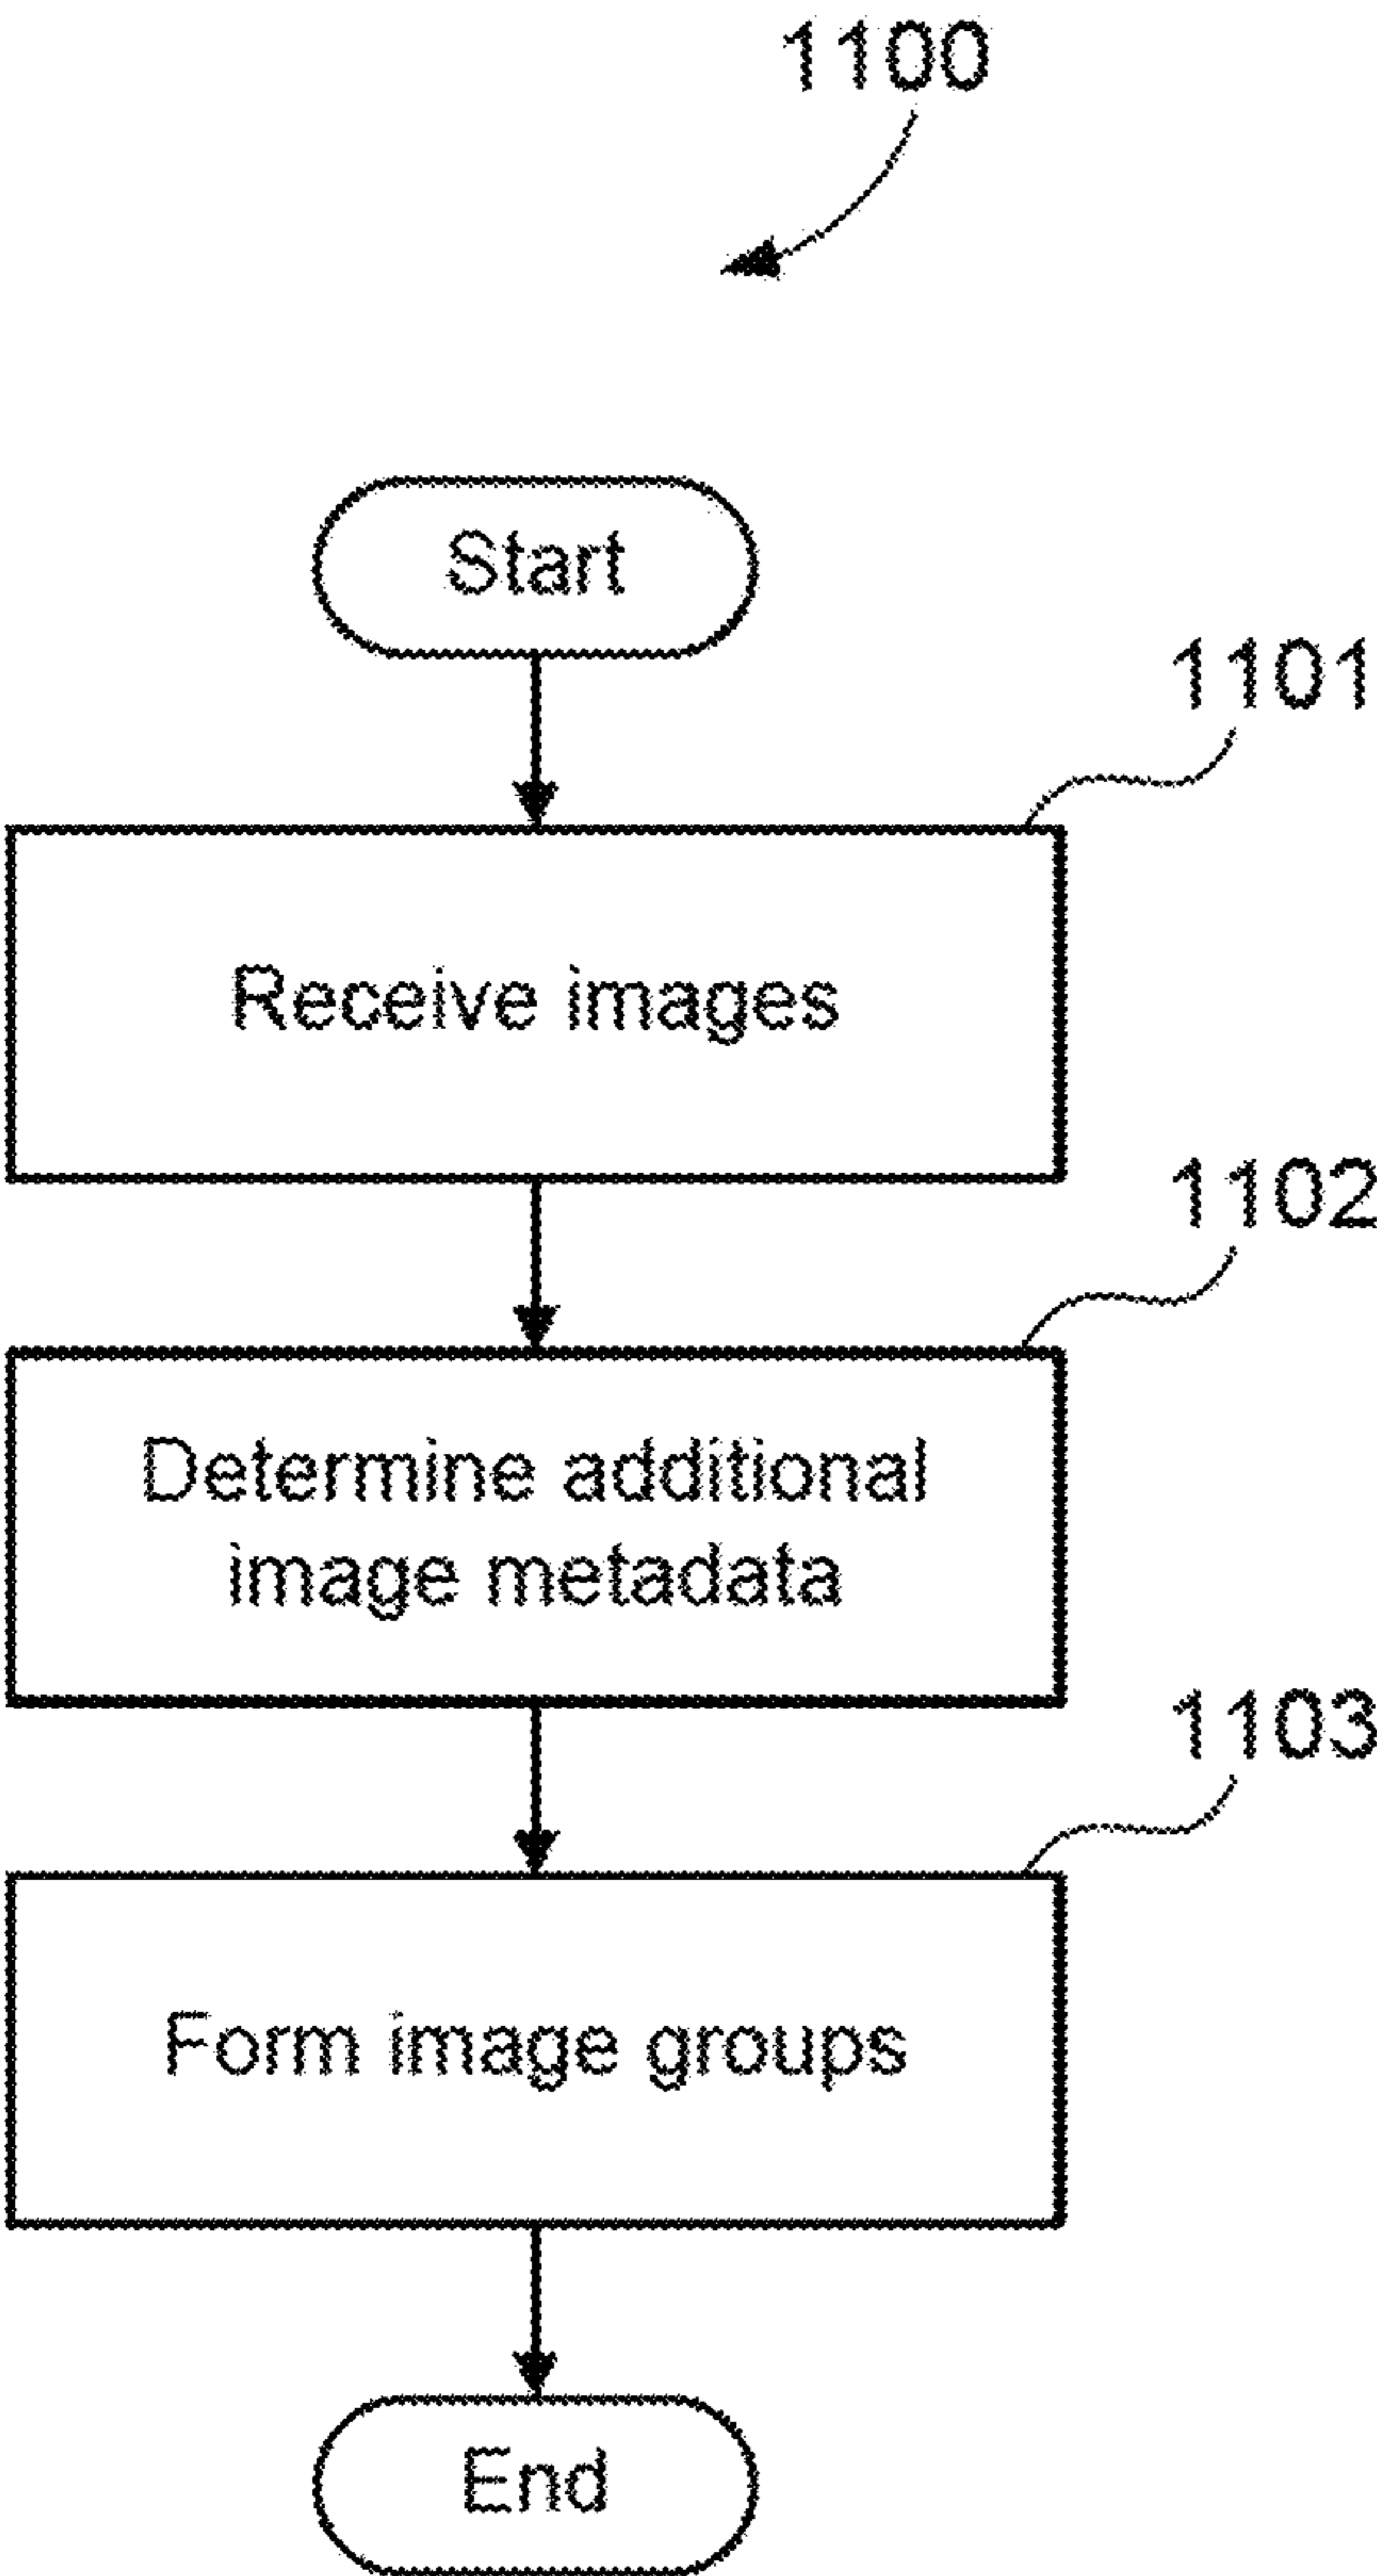 1100
Start
1101
Receive images
1102
Determine additional
image metadata
1103
Form image groups
End